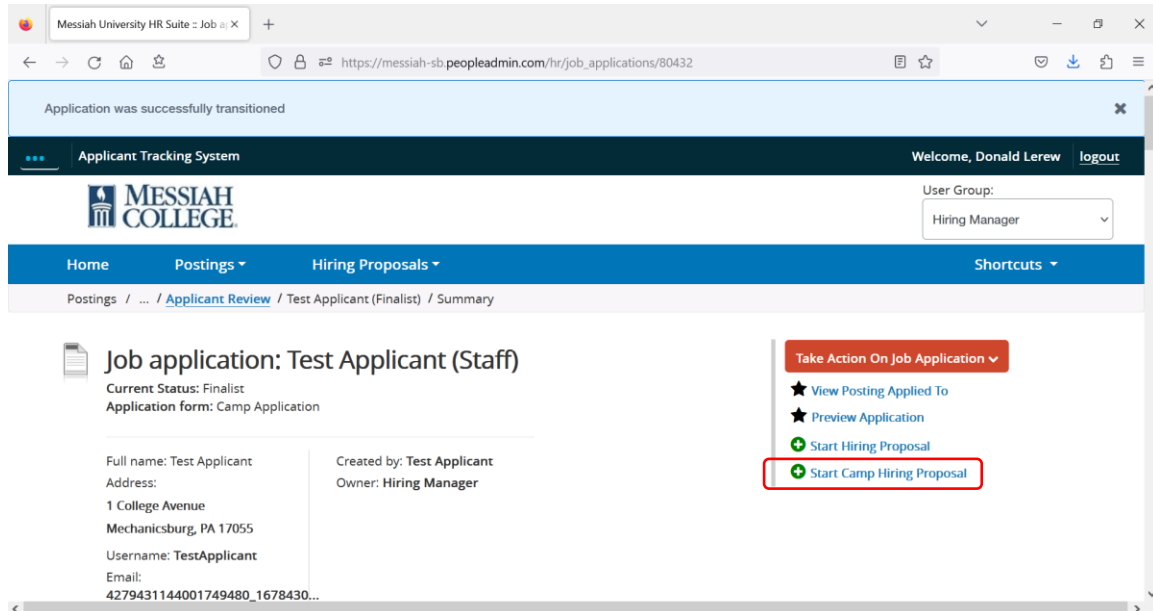 Messiah University HR Suite :: Job a
https://messiah-sb.peopleadmin.com/hr/job_applications/80432
Application was successfully transitioned
Applicant Tracking System
Welcome, Donald Lerew
logout
MESSIAH
COLLEGE
User Group:
Hiring Manager
Home
Postings
Hiring Proposals
Shortcuts
Postings / ... / Applicant Review / Test Applicant (Finalist) / Summary
Job application: Test Applicant (Staff)
Current Status: Finalist
Application form: Camp Application
Take Action On Job Application
View Posting Applied To
Preview Application
Start Hiring Proposal
Start Camp Hiring Proposal
Full name: Test Applicant
Address:
1 College Avenue
Mechanicsburg, PA 17055
Username: TestApplicant
Email:
4279431144001749480_1678430...
Created by: Test Applicant
Owner: Hiring Manager